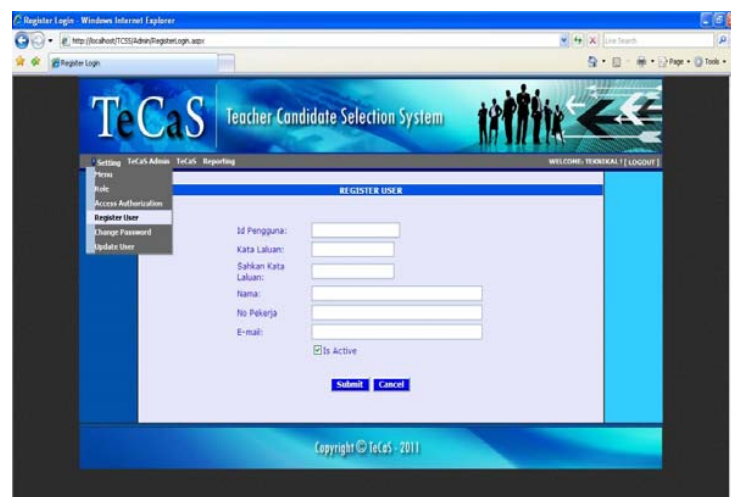 Register Login - Windows Internet Explorer
http://localhost/TCSS/Admin/RegisterLogin.aspx
Live Search
Register Login
Page Tools
TeCaS Teacher Candidate Selection System
Setting TeCaS Admin TeCaS Reporting WELCOME: TEKNIKAL1 [ LOGOUT ]
Menu
Role
Access Authorization
Register User
Change Password
Update User
REGISTER USER
Id Pengguna:
Kata Laluan:
Sahkan Kata
Laluan:
Nama:
No Pekerja
E-mail:
Is Active
Submit Cancel
Copyright © TeCaS - 2011